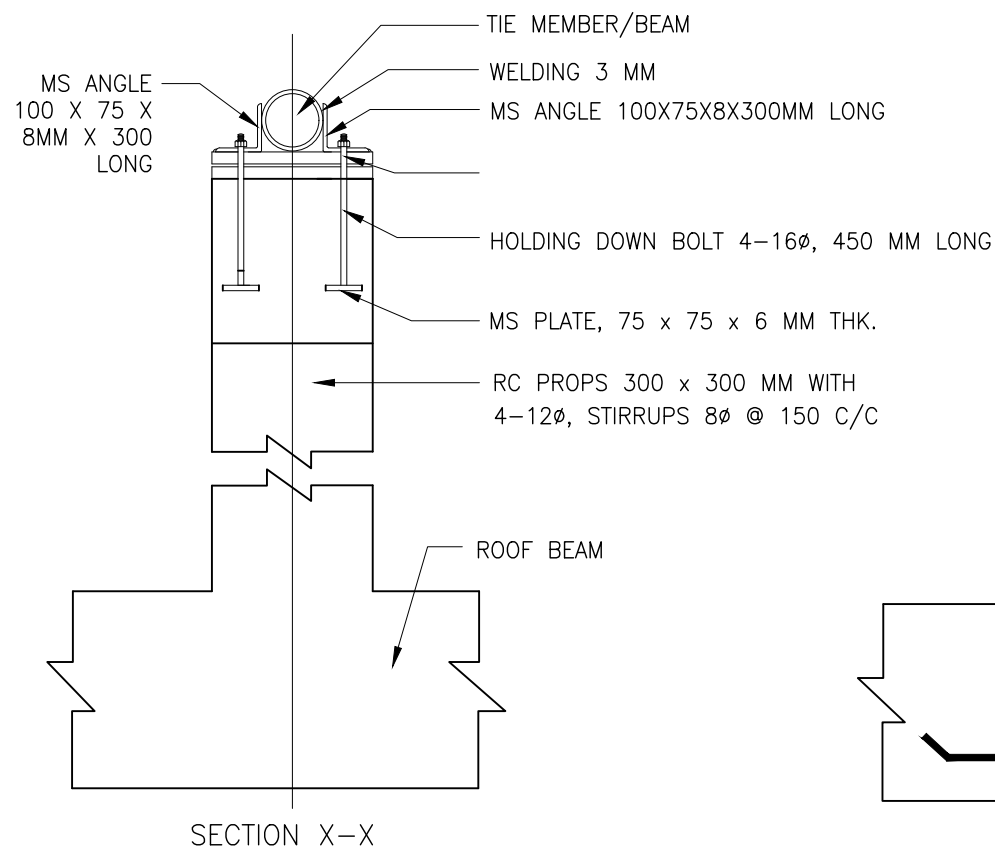 TIE MEMBER/BEAM
WELDING 3 MM
MS ANGLE 100X75X8X300MM LONG
MS ANGLE
100 X 75 X
8MM X 300
LONG
HOLDING DOWN BOLT 4-16ø, 450 MM LONG
MS PLATE, 75 x 75 x 6 MM THK.
RC PROPS 300 x 300 MM WITH
4-12ø, STIRRUPS 8ø @ 150 C/C
ROOF BEAM
SECTION X-X